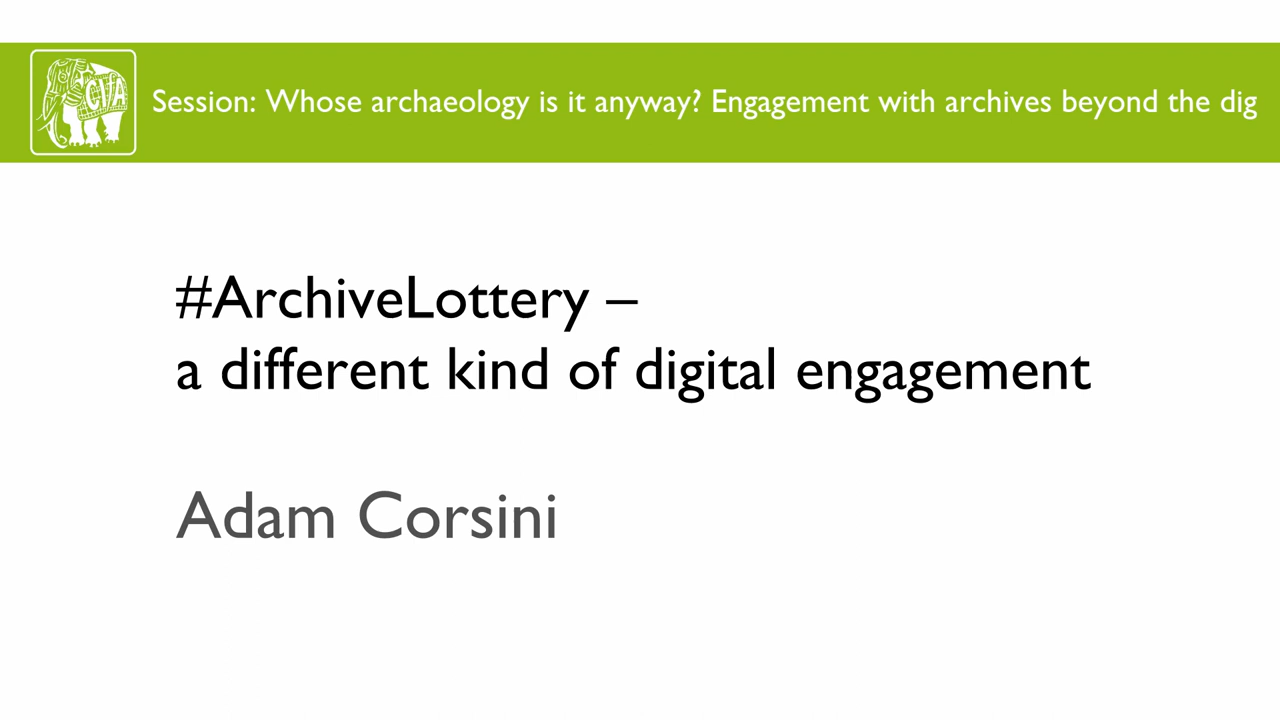 CIfA
Session: Whose archaeology is it anyway? Engagement with archives beyond the dig
#ArchiveLottery –
a different kind of digital engagement
Adam Corsini